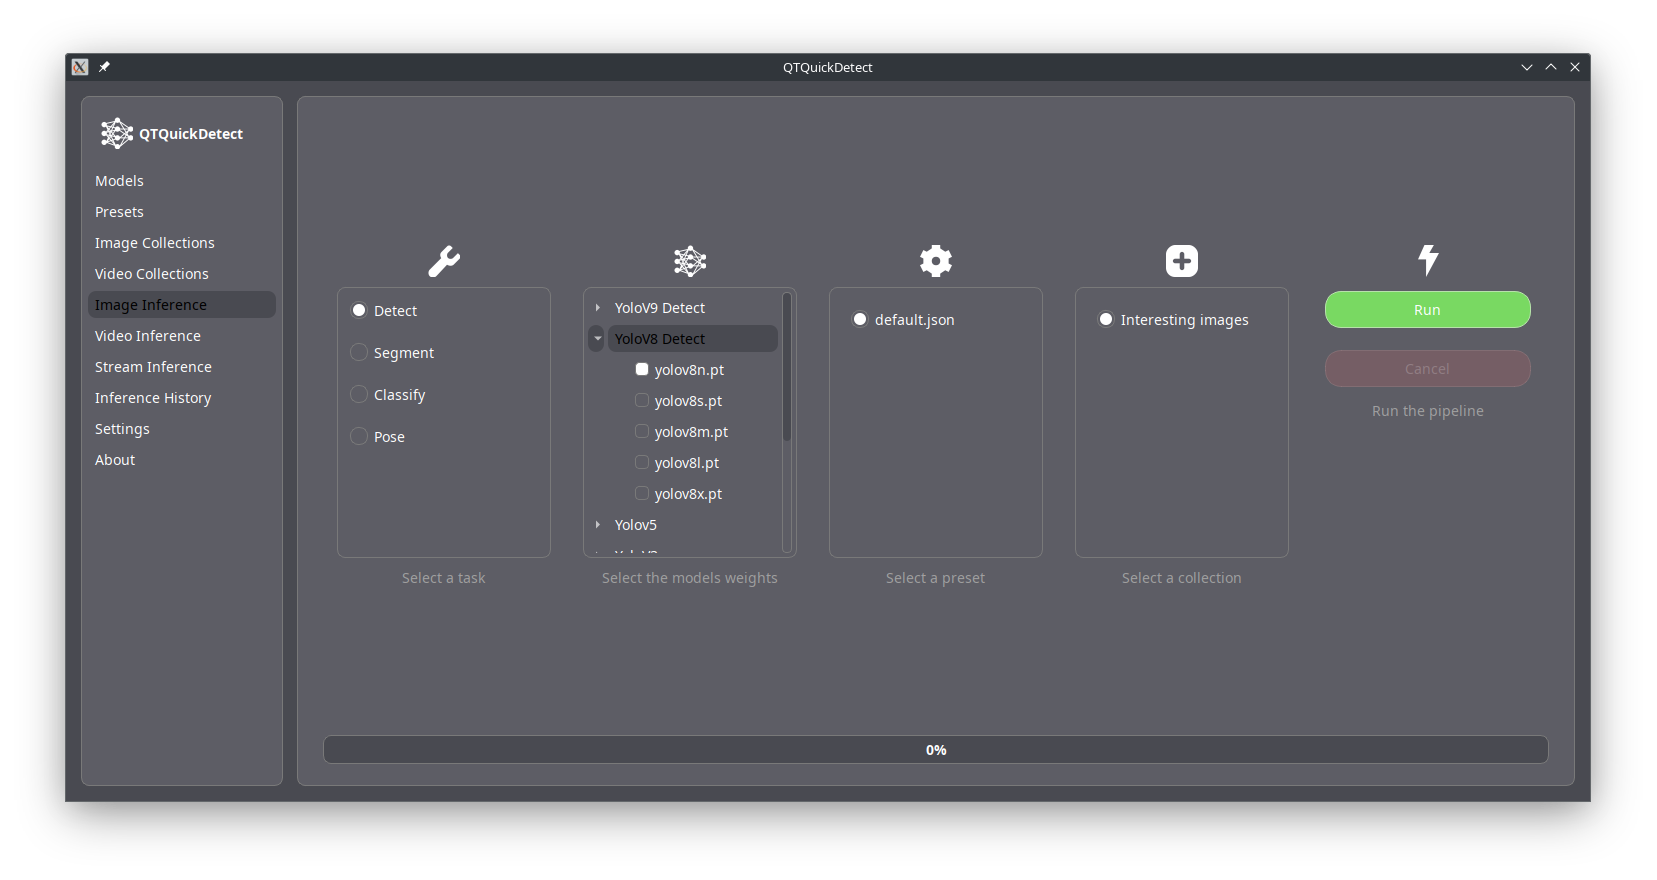 QTQuickDetect
QTQuickDetect
Models
Presets
Image Collections
Video Collections
Image Inference
Video Inference
Stream Inference
Inference History
Settings
About
Detect
Segment
Classify
Pose
Select a task
YoloV9 Detect
YoloV8 Detect
yolov8n.pt
yolov8s.pt
yolov8m.pt
yolov8l.pt
yolov8x.pt
Yolov5
Select the models weights
default.json
Select a preset
Interesting images
Select a collection
Run
Cancel
Run the pipeline
0%